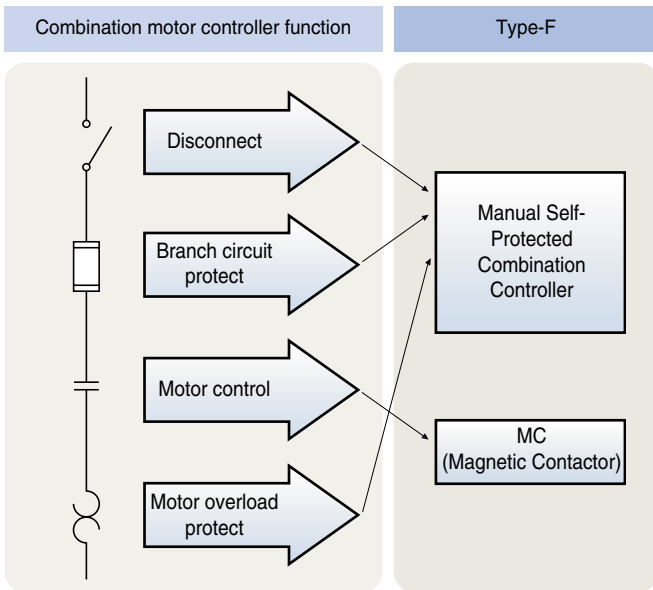 Combination motor controller function
Type-F
Disconnect
Branch circuit
protect
Motor control
Motor overload
protect
Manual Self-
Protected
Combination
Controller
MC
(Magnetic Contactor)